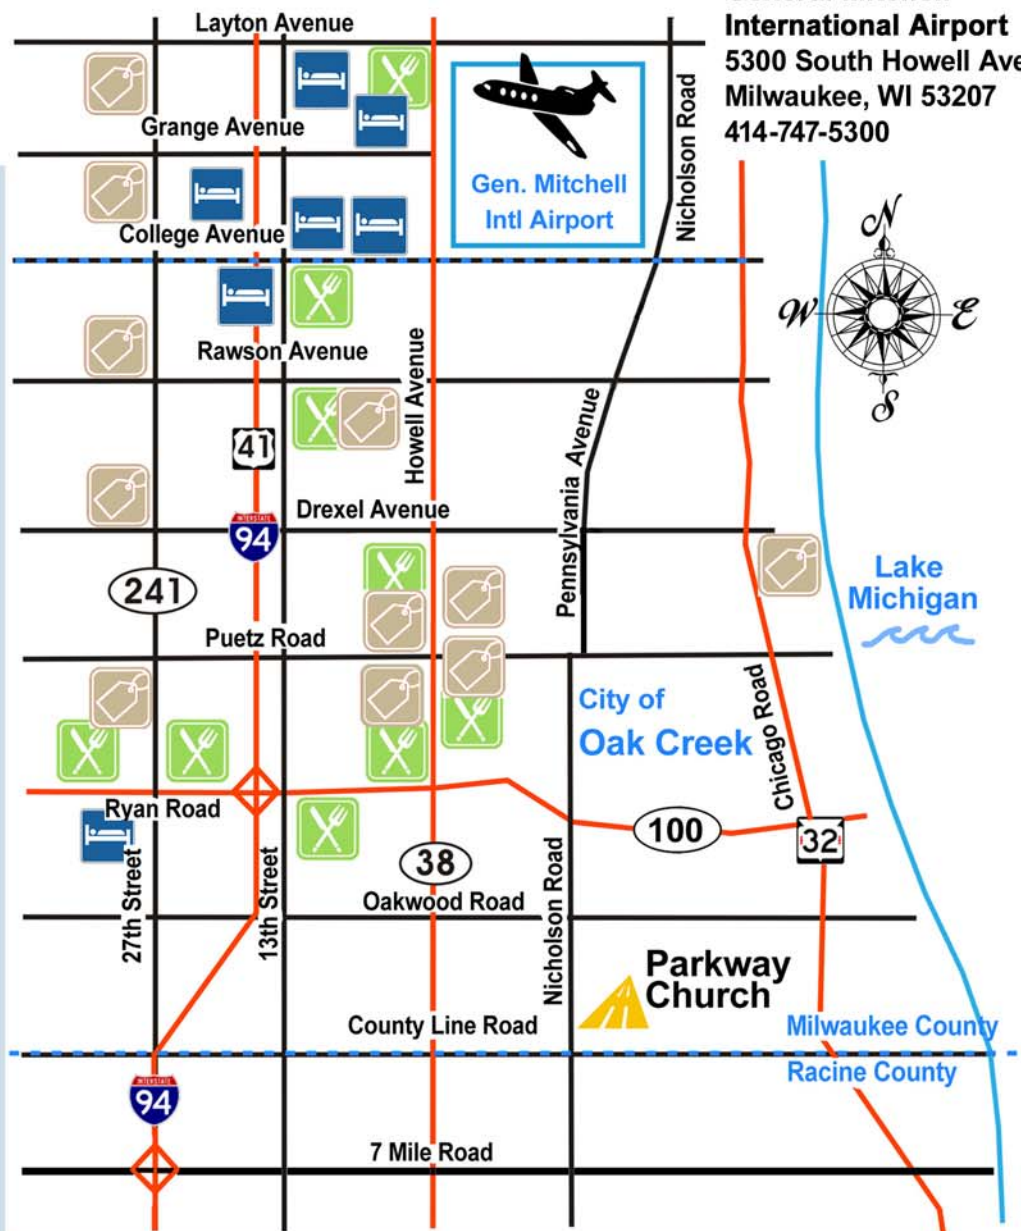 Layton Avenue
International Airport
5300 South Howell Ave
Milwaukee, WI 53207
414-747-5300
Grange Avenue
Nicholson Road
Gen. Mitchell
Intl Airport
College Avenue
N
W
E
S
Rawson Avenue
Howell Avenue
Pennsylvania Avenue
41
Drexel Avenue
INTERSTATE
94
241
Lake
Michigan
Puetz Road
City of
Oak Creek
Chicago Road
Ryan Road
100
32
38
27th Street
13th Street
Oakwood Road
Nicholson Road
Parkway
Church
County Line Road
Milwaukee County
Racine County
INTERSTATE
94
7 Mile Road